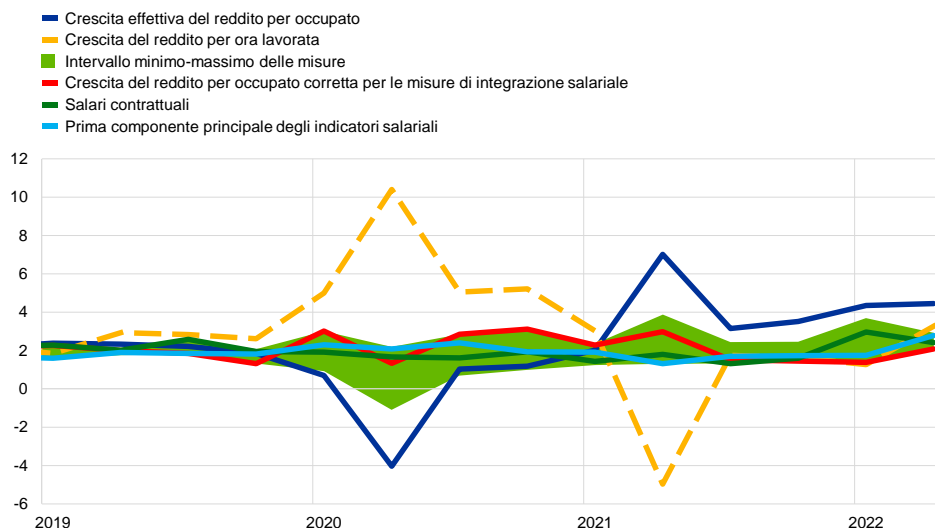 Crescita effettiva del reddito per occupato
Crescita del reddito per ora lavorata
Intervallo minimo-massimo delle misure
Crescita del reddito per occupato corretta per le misure di integrazione salariale
Salari contrattuali
Prima componente principale degli indicatori salariali
12
10
8
6
4
2
0
-2
-4
-6
2019 2020 2021 2022